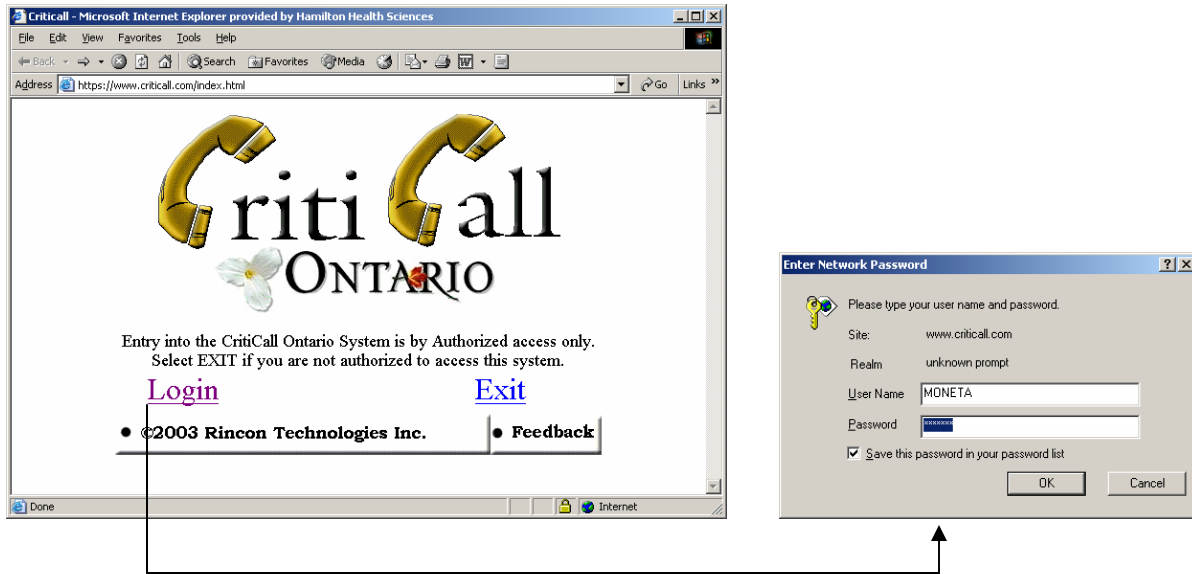 Criticall - Microsoft Internet Explorer provided by Hamilton Health Sciences
File Edit View Favorites Tools Help
Back Search Favorites Media
Address https://www.criticall.com/index.html Go Links »
Criti Call
ONTARIO
Entry into the CritiCall Ontario System is by Authorized access only.
Select EXIT if you are not authorized to access this system.
Login Exit
• ©2003 Rincon Technologies Inc. • Feedback
Done Internet
Enter Network Password
Please type your user name and password.
Site: www.criticall.com
Realm unknown prompt
User Name MONETA
Password *******
Save this password in your password list
OK Cancel